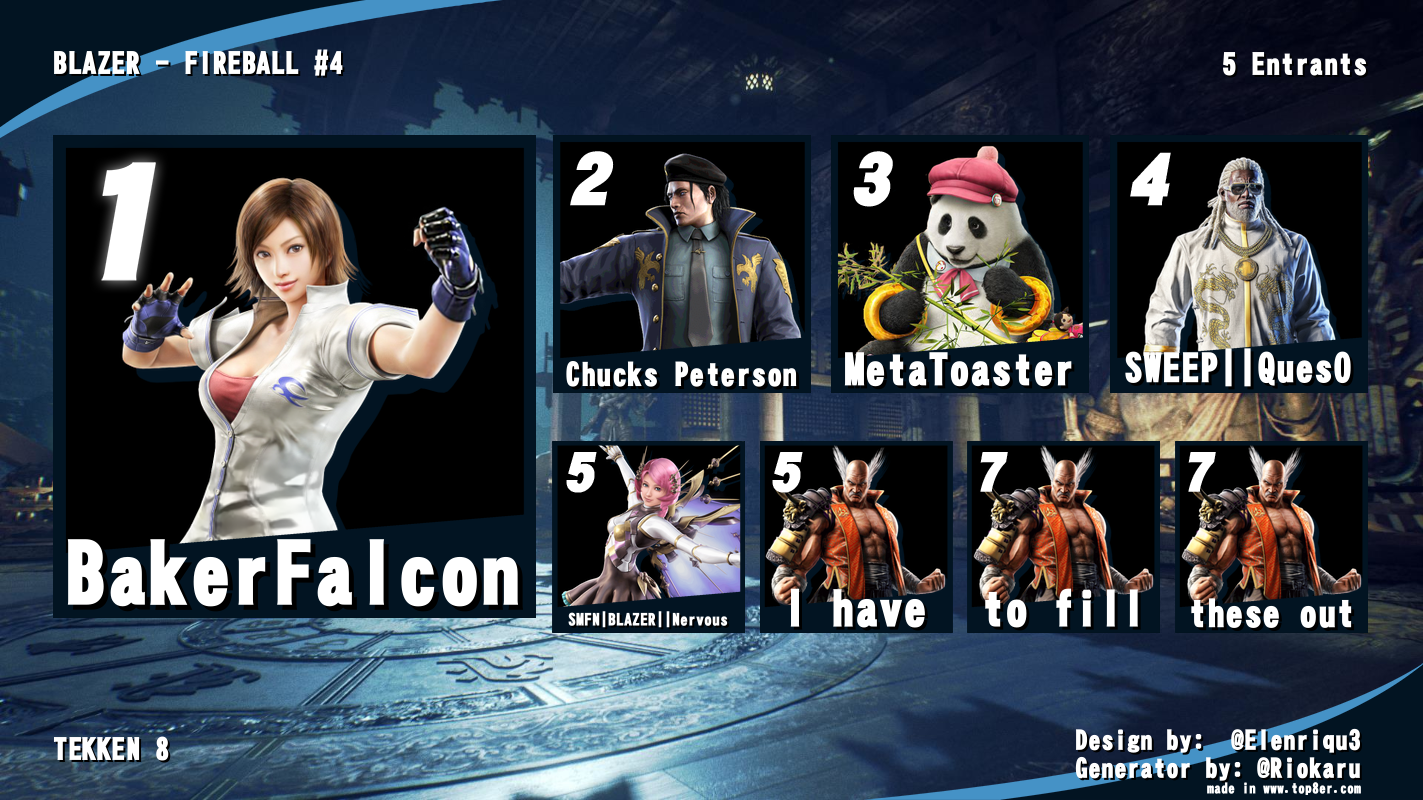 BLAZER - FIREBALL #4
5 Entrants
1
BakerFalcon
2
Chucks Peterson
3
MetaToaster
4
SWEEP||Ques0
5
SMFN|BLAZER||Nervous
5
I have
7
to fill
7
these out
TEKKEN 8
Design by: @Elenriqu3
Generator by: @Riokaru
made in www.top8er.com